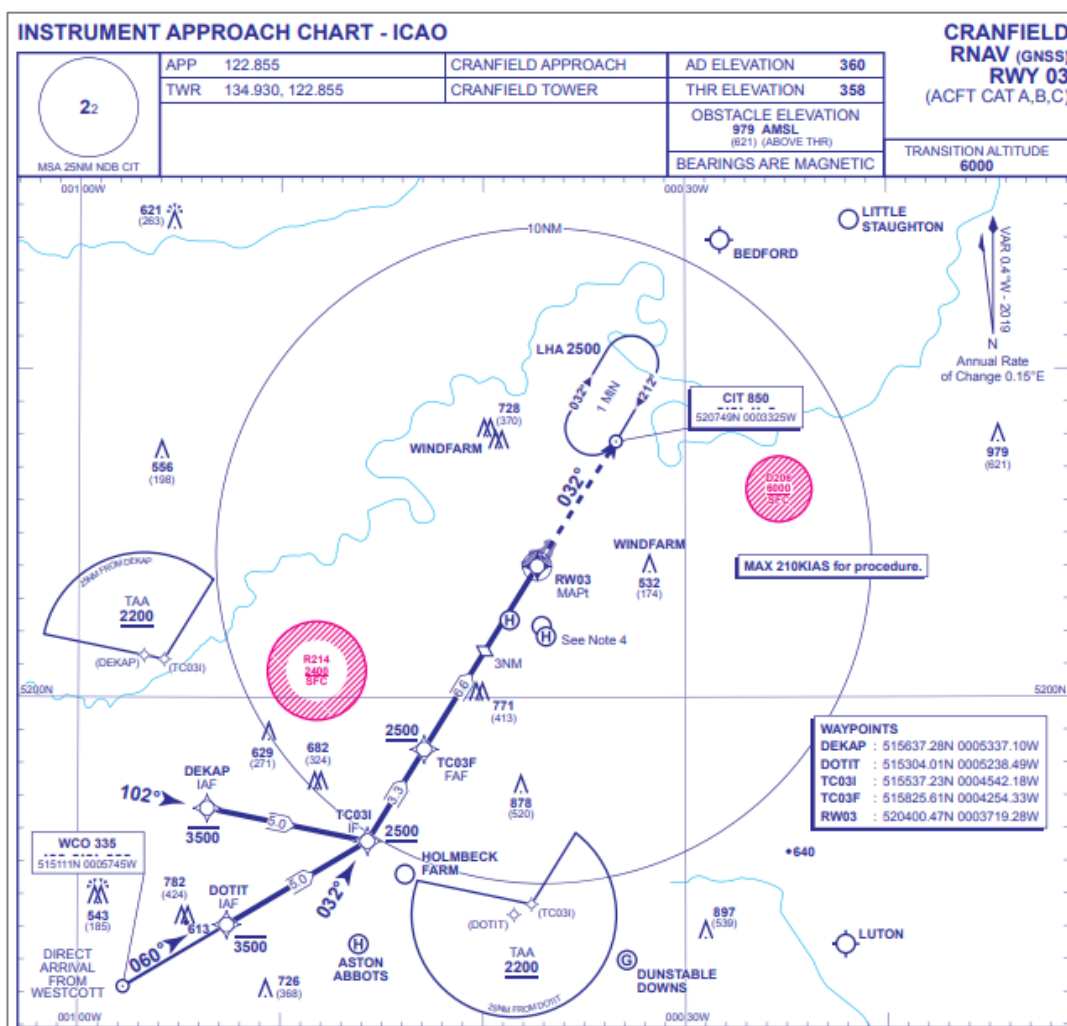 INSTRUMENT APPROACH CHART - ICAO
CRANFIELD
RNAV (GNSS)
RWY 03
(ACFT CAT A,B,C)
22
MSA 25NM NDB CIT
APP 122.855 CRANFIELD APPROACH
TWR 134.930, 122.855 CRANFIELD TOWER
AD ELEVATION 360
THR ELEVATION 358
OBSTACLE ELEVATION
979 AMSL
(621) (ABOVE THR)
BEARINGS ARE MAGNETIC
TRANSITION ALTITUDE
6000
001 00W
000 30W
621
(263)
10NM
LITTLE
STAUGHTON
BEDFORD
VAR 0.4°W - 2019
N
Annual Rate
of Change 0.15°E
LHA 2500
032°
1 MIN
212°
CIT 850
520749N 0003325W
728
(370)
WINDFARM
556
(198)
979
(621)
D206
6000
SFC
032°
WINDFARM
532
(174)
MAX 210KIAS for procedure.
RW03
MAPt
25NM FROM DEKAP
TAA
2200
(DEKAP)
(TC03I)
H
H
See Note 4
3NM
R214
2400
SFC
5200N
5200N
6.6
771
(413)
629
(271)
682
(324)
2500
TC03F
FAF
3.3
878
(520)
WAYPOINTS
DEKAP : 515637.28N 0005337.10W
DOTIT : 515304.01N 0005238.49W
TC03I : 515537.23N 0004542.18W
TC03F : 515825.61N 0004254.33W
RW03 : 520400.47N 0003719.28W
DEKAP
IAF
102°
3500
5.0
TC03I
IF
2500
WCO 335
515111N 0005745W
HOLMBECK
FARM
640
543
(185)
782
(424)
613
DOTIT
IAF
3500
5.0
032°
060°
DIRECT
ARRIVAL
FROM
WESTCOTT
726
(368)
H
ASTON
ABBOTS
(DOTIT)
(TC03I)
TAA
2200
25NM FROM DOTIT
G
DUNSTABLE
DOWNS
897
(539)
LUTON
001 00W
000 30W